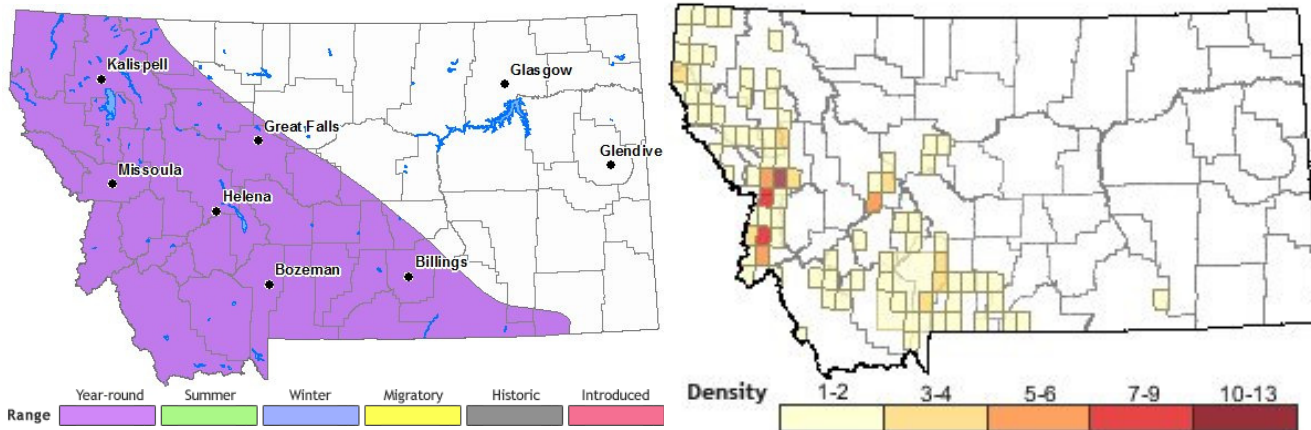 Kalispell
Glasgow
Great Falls
Glendive
Missoula
Helena
Bozeman
Billings
Range Year-round Summer Winter Migratory Historic Introduced
Density 1-2 3-4 5-6 7-9 10-13